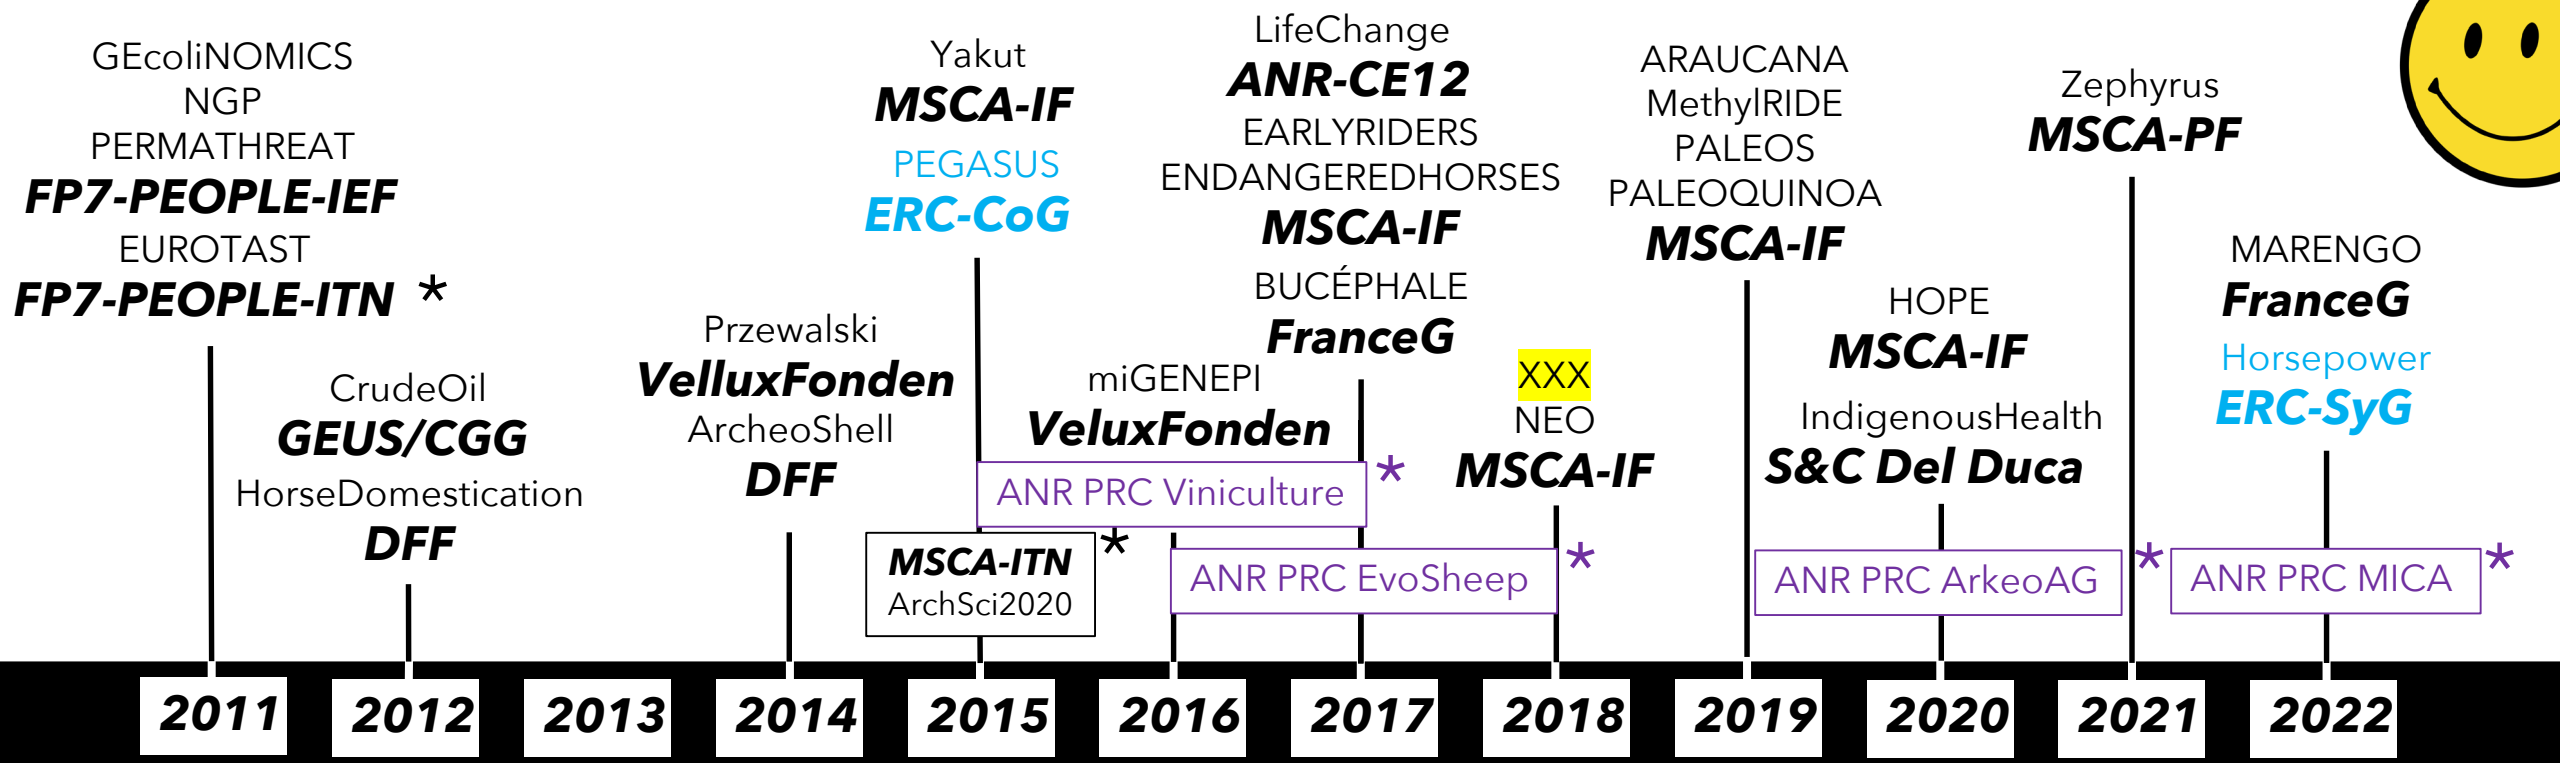 GEcoliNOMICS
NGP
PERMATHREAT
FP7-PEOPLE-IEF
EUROTAST
FP7-PEOPLE-ITN *
CrudeOil
GEUS/CGG
HorseDomestication
DFF
Przewalski
VelluxFonden
ArcheoShell
DFF
Yakut
MSCA-IF
PEGASUS
ERC-CoG
MSCA-ITN *
ArchSci2020
miGENEPI
VeluxFonden
ANR PRC Viniculture *
LifeChange
ANR-CE12
EARLYRIDERS
ENDANGEREDHORSES
MSCA-IF
BUCÉPHALE
FranceG
ANR PRC EvoSheep *
XXX
NEO
MSCA-IF
ARAUCANA
MethylRIDE
PALEOS
PALEOQUINOA
MSCA-IF
HOPE
MSCA-IF
IndigenousHealth
S&C Del Duca
ANR PRC ArkeoAG *
Zephyrus
MSCA-PF
MARENGO
FranceG
Horsepower
ERC-SyG
ANR PRC MICA *
2011
2012
2013
2014
2015
2016
2017
2018
2019
2020
2021
2022